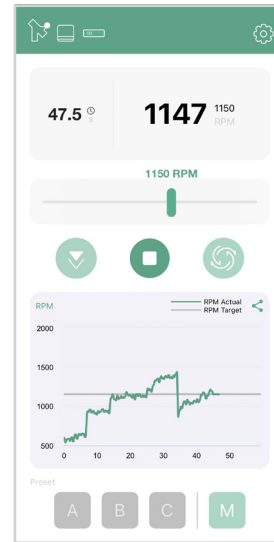 47.5 s
1147 1150
RPM
1150 RPM
RPM
RPM Actual
RPM Target
2000
1500
1000
500
0 10 20 30 40 50
Preset
A B C M